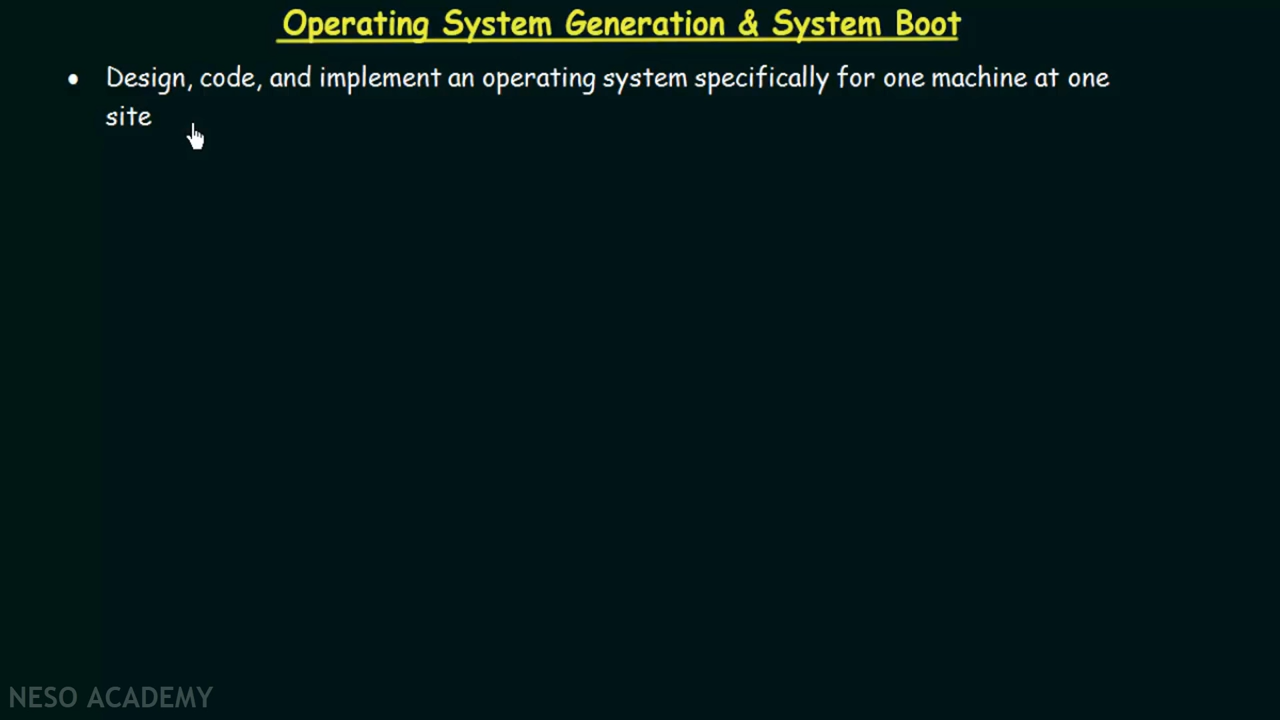 Operating System Generation & System Boot
• Design, code, and implement an operating system specifically for one machine at one
site
NESO ACADEMY